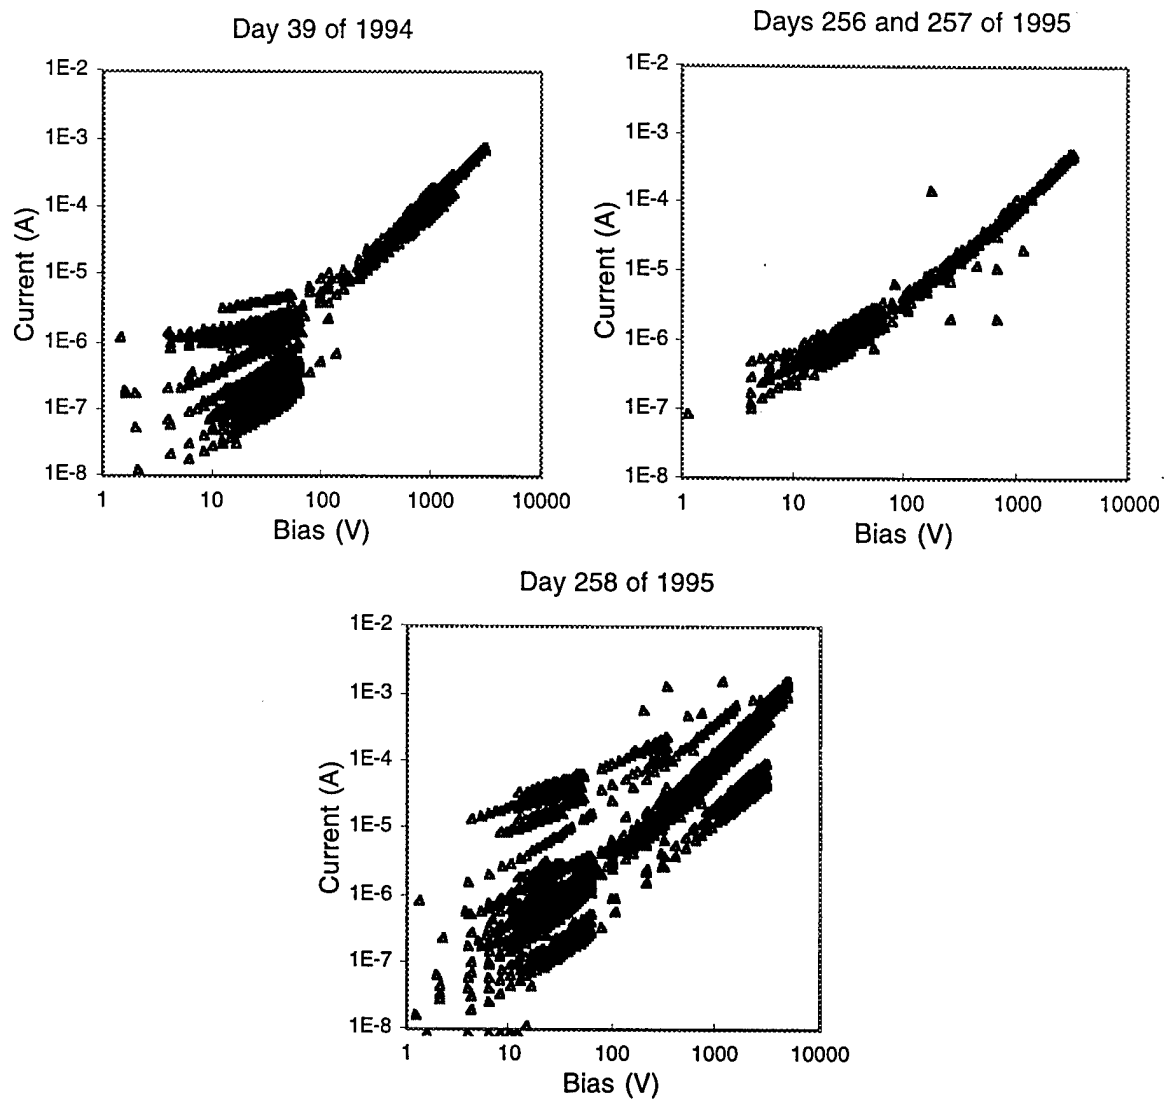 Day 39 of 1994
1E-2
1E-3
1E-4
1E-5
1E-6
1E-7
1E-8
Current (A)
1 10 100 1000 10000
Bias (V)
Days 256 and 257 of 1995
1E-2
1E-3
1E-4
1E-5
1E-6
1E-7
1E-8
Current (A)
1 10 100 1000 10000
Bias (V)
Day 258 of 1995
1E-2
1E-3
1E-4
1E-5
1E-6
1E-7
1E-8
Current (A)
1 10 100 1000 10000
Bias (V)